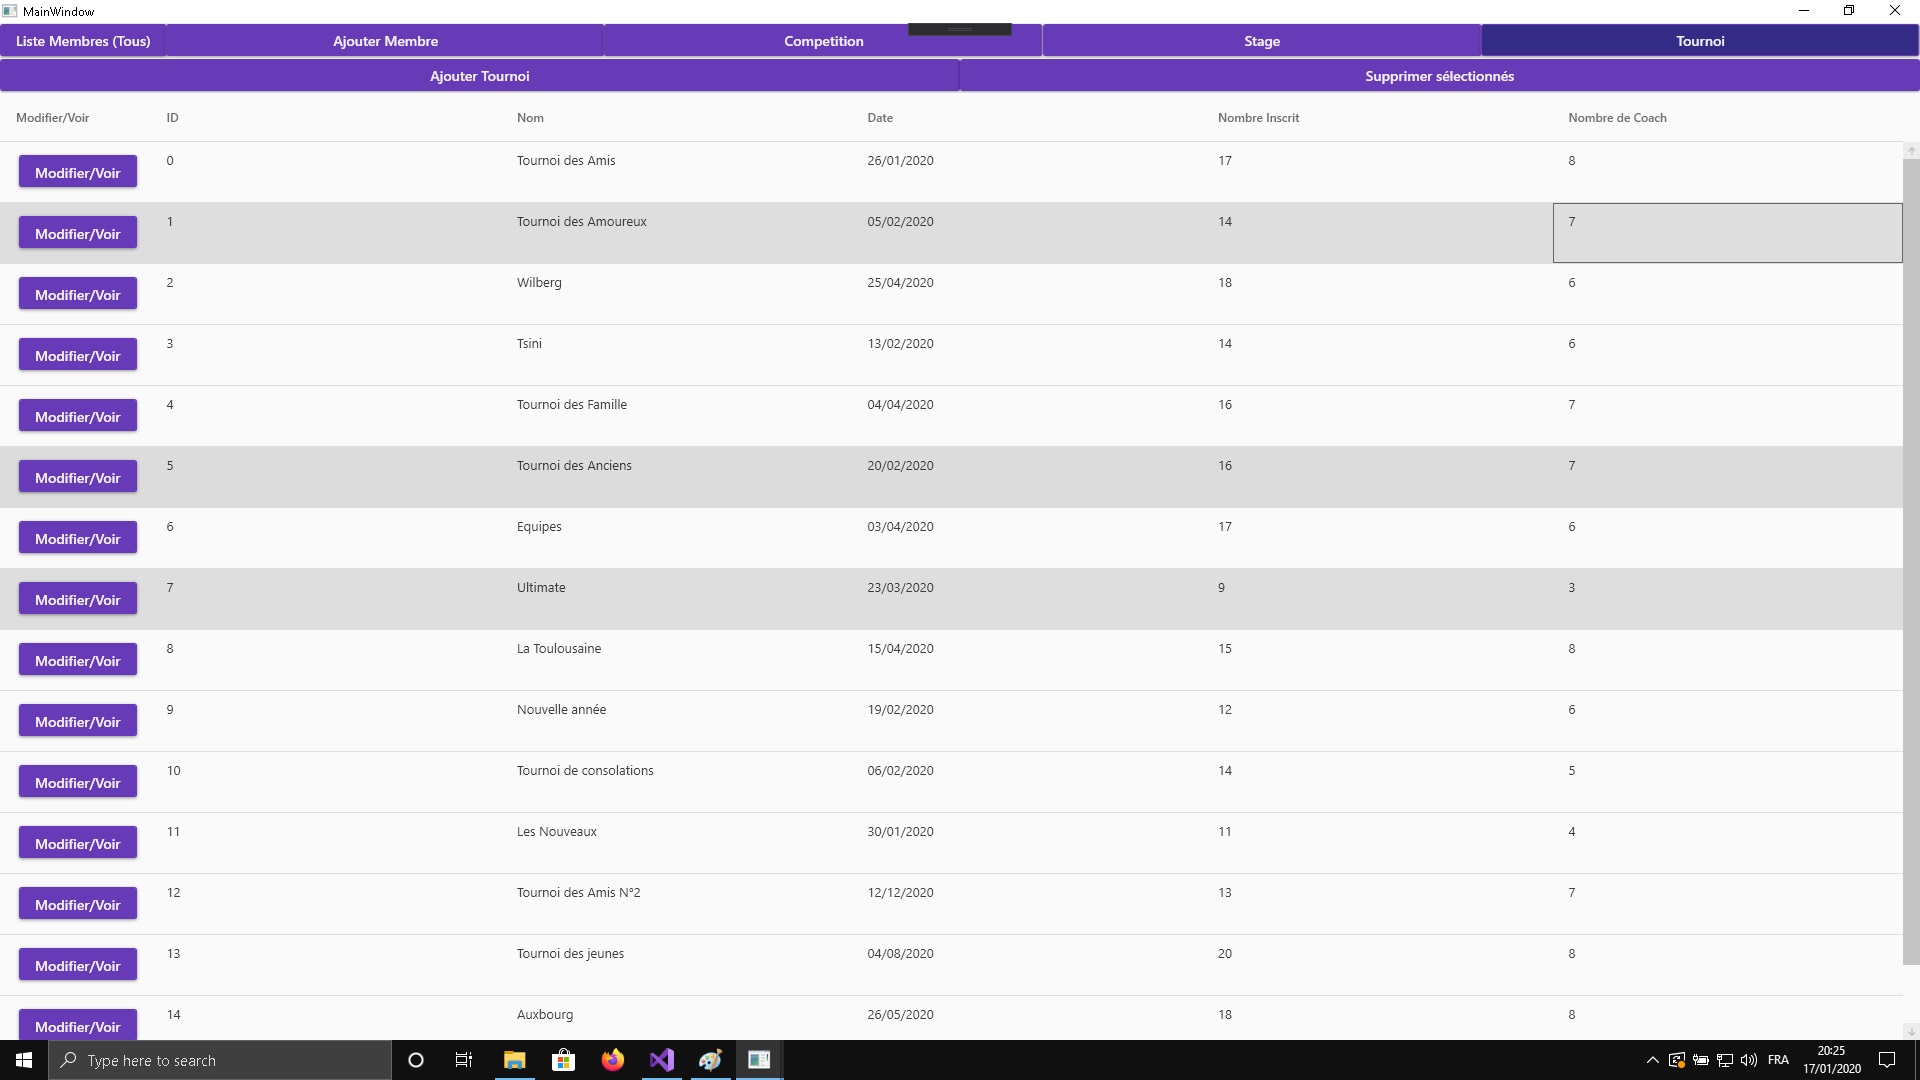 MainWindow
Liste Membres (Tous) Ajouter Membre Competition Stage Tournoi
Ajouter Tournoi Supprimer sélectionnés
Modifier/Voir ID Nom Date Nombre Inscrit Nombre de Coach
Modifier/Voir 0 Tournoi des Amis 26/01/2020 17 8
Modifier/Voir 1 Tournoi des Amoureux 05/02/2020 14 7
Modifier/Voir 2 Wilberg 25/04/2020 18 6
Modifier/Voir 3 Tsini 13/02/2020 14 6
Modifier/Voir 4 Tournoi des Famille 04/04/2020 16 7
Modifier/Voir 5 Tournoi des Anciens 20/02/2020 16 7
Modifier/Voir 6 Equipes 03/04/2020 17 6
Modifier/Voir 7 Ultimate 23/03/2020 9 3
Modifier/Voir 8 La Toulousaine 15/04/2020 15 8
Modifier/Voir 9 Nouvelle année 19/02/2020 12 6
Modifier/Voir 10 Tournoi de consolations 06/02/2020 14 5
Modifier/Voir 11 Les Nouveaux 30/01/2020 11 4
Modifier/Voir 12 Tournoi des Amis N°2 12/12/2020 13 7
Modifier/Voir 13 Tournoi des jeunes 04/08/2020 20 8
Modifier/Voir 14 Auxbourg 26/05/2020 18 8
Type here to search FRA 20:25
17/01/2020